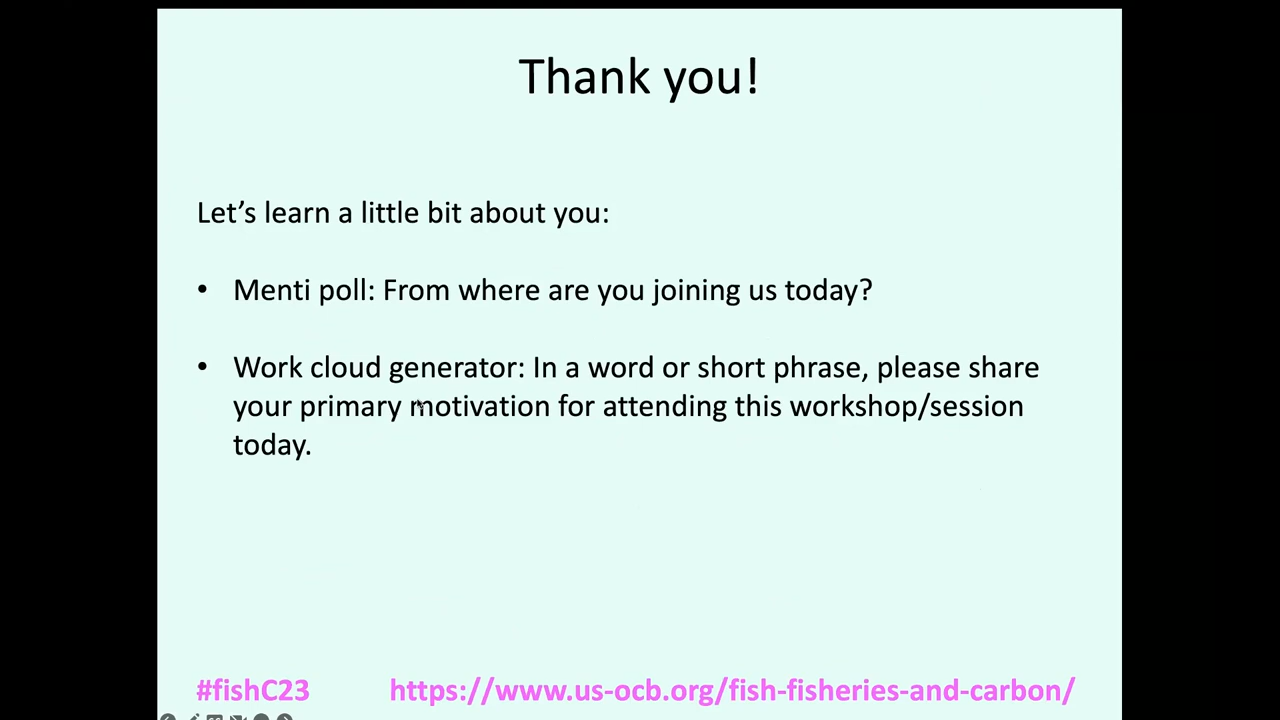 Thank you!
Let’s learn a little bit about you:
• Menti poll: From where are you joining us today?
• Work cloud generator: In a word or short phrase, please share
your primary motivation for attending this workshop/session
today.
#fishC23 https://www.us-ocb.org/fish-fisheries-and-carbon/